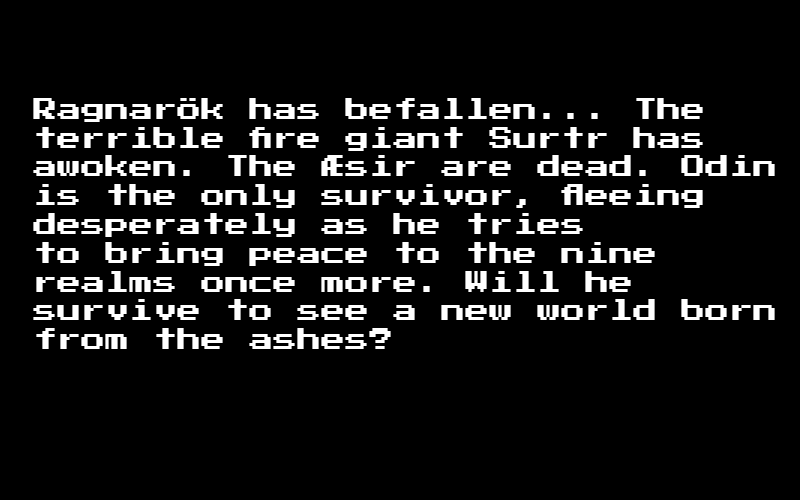 Ragnarök has befallen... The
terrible fire giant Surtr has
awoken. The Æsir are dead. Odin
is the only survivor, fleeing
desperately as he tries
to bring peace to the nine
realms once more. Will he
survive to see a new world born
from the ashes?